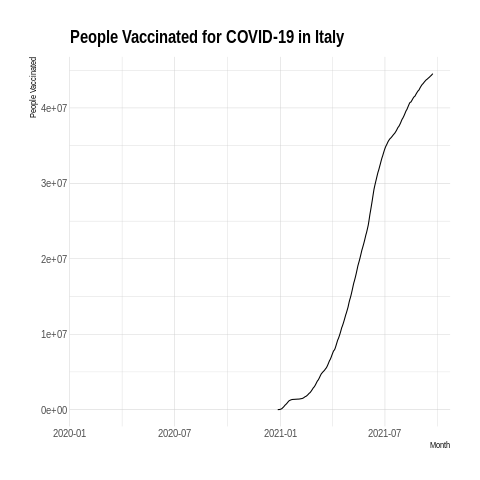 People Vaccinated for COVID-19 in Italy
People Vaccinated
4e+07
3e+07
2e+07
1e+07
0e+00
2020-01 2020-07 2021-01 2021-07
Month